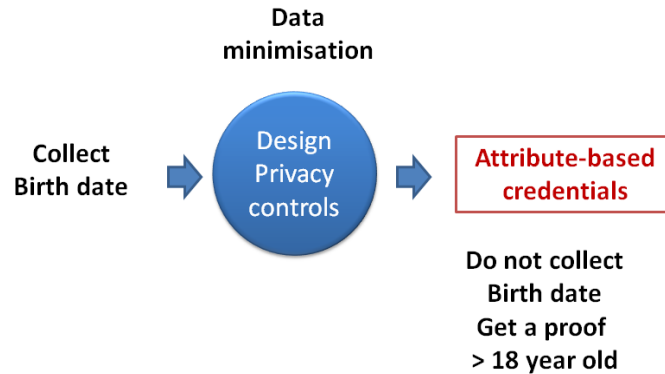 Data
minimisation
Collect
Birth date
Design
Privacy
controls
Attribute-based
credentials
Do not collect
Birth date
Get a proof
> 18 year old